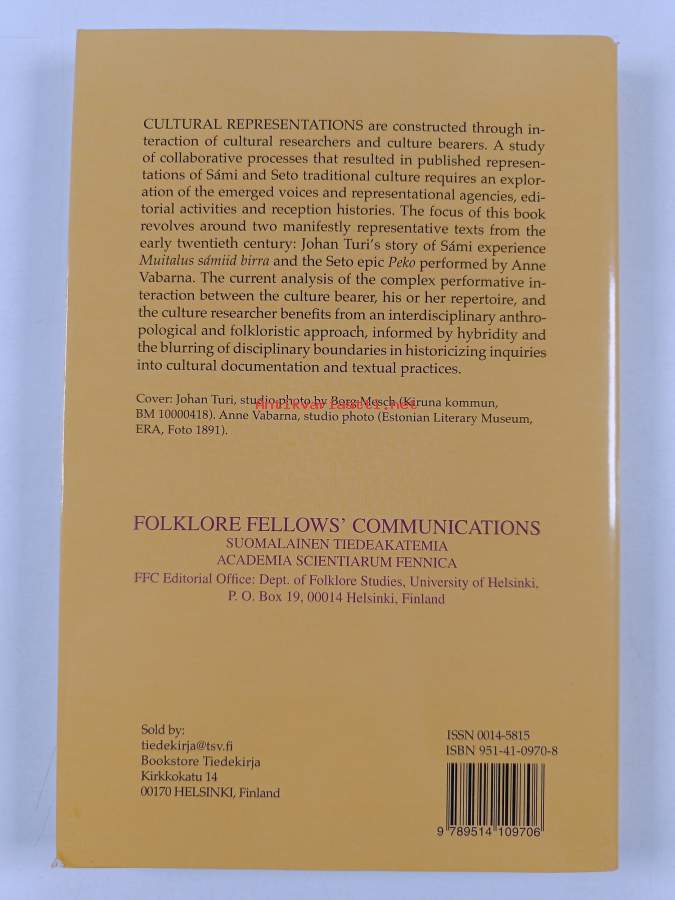 CULTURAL REPRESENTATIONS are constructed through in-
teraction of cultural researchers and culture bearers. A study
of collaborative processes that resulted in published represen-
tations of Sámi and Seto traditional culture requires an explor-
ation of the emerged voices and representational agencies, edi-
torial activities and reception histories. The focus of this book
revolves around two manifestly representative texts from the
early twentieth century: Johan Turi's story of Sámi experience
Muitalus sámiid birra and the Seto epic Peko performed by Anne
Vabarna. The current analysis of the complex performative in-
teraction between the culture bearer, his or her repertoire, and
the culture researcher benefits from an interdisciplinary anthro-
pological and folkloristic approach, informed by hybridity and
the blurring of disciplinary boundaries in historicizing inquiries
into cultural documentation and textual practices.
Cover: Johan Turi, studio photo by Borg Mesch (Kiruna kommun,
Antikvariaatti.net
BM 10000418). Anne Vabarna, studio photo (Estonian Literary Museum,
ERA, Foto 1891).
FOLKLORE FELLOWS' COMMUNICATIONS
SUOMALAINEN TIEDEAKATEMIA
ACADEMIA SCIENTIARUM FENNICA
FFC Editorial Office: Dept. of Folklore Studies, University of Helsinki,
P. O. Box 19, 00014 Helsinki, Finland
Sold by:
tiedekirja@tsv.fi
Bookstore Tiedekirja
Kirkkokatu 14
00170 HELSINKI, Finland
ISSN 0014-5815
ISBN 951-41-0970-8
9 789514 109706